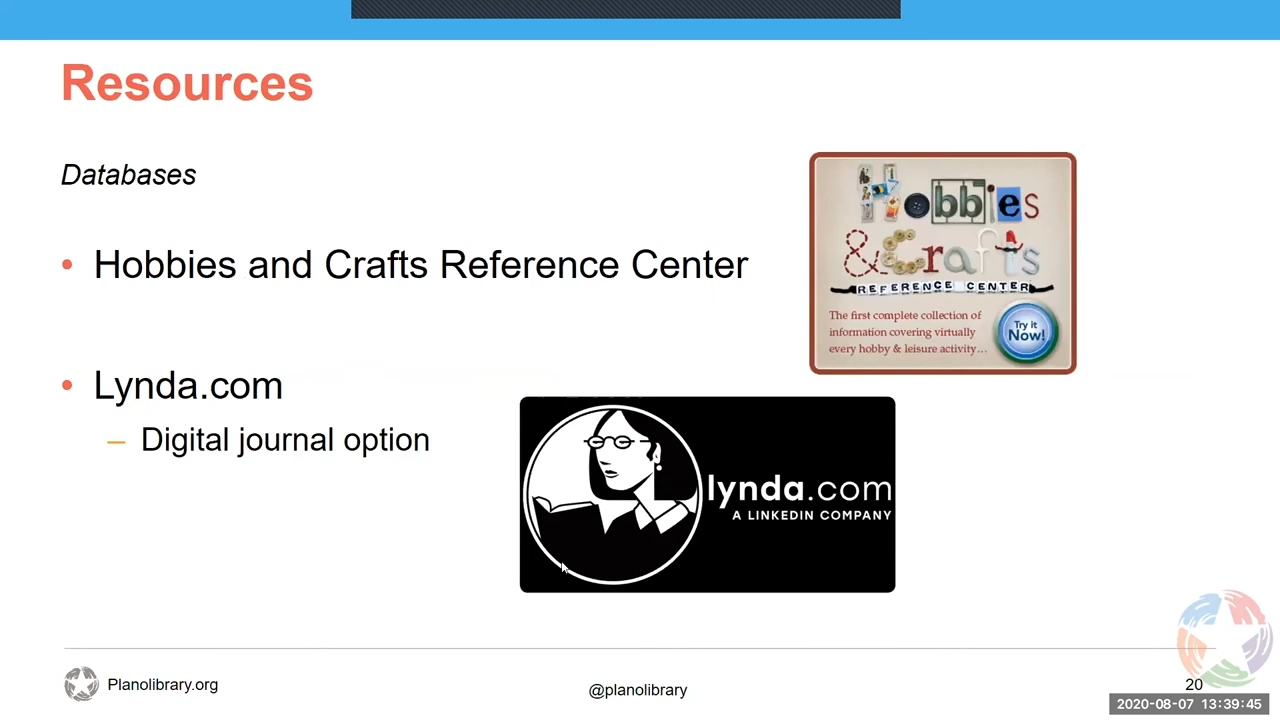 Resources
Databases
• Hobbies and Crafts Reference Center
Hobbies
&Crafts
REFERENCE CENTER
The first complete collection of
information covering virtually
every hobby & leisure activity...
Try it
Now!
• Lynda.com
– Digital journal option
lynda.com
A LINKEDIN COMPANY
Planolibrary.org
@planolibrary
20
2020-08-07 13:39:45